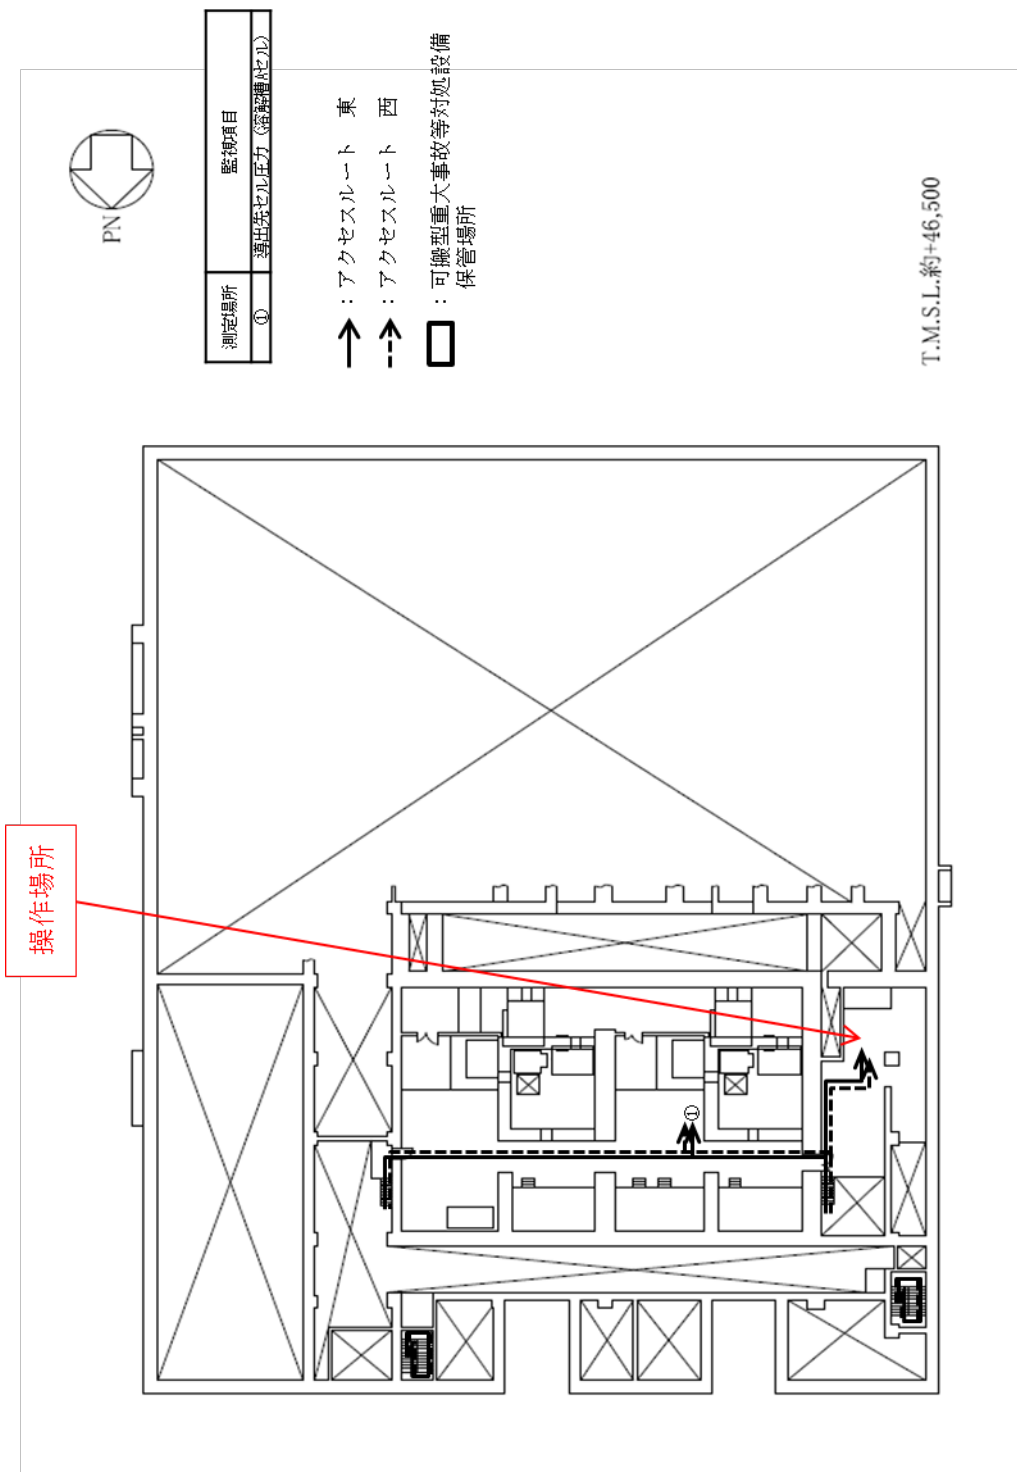 PN
測定場所 監視項目
① 導出先セル圧力（溶解槽Aセル）
：アクセスルート 東
：アクセスルート 西
：可搬型重大事故等対処設備
保管場所
T.M.S.L.約+46,500
操作場所
①